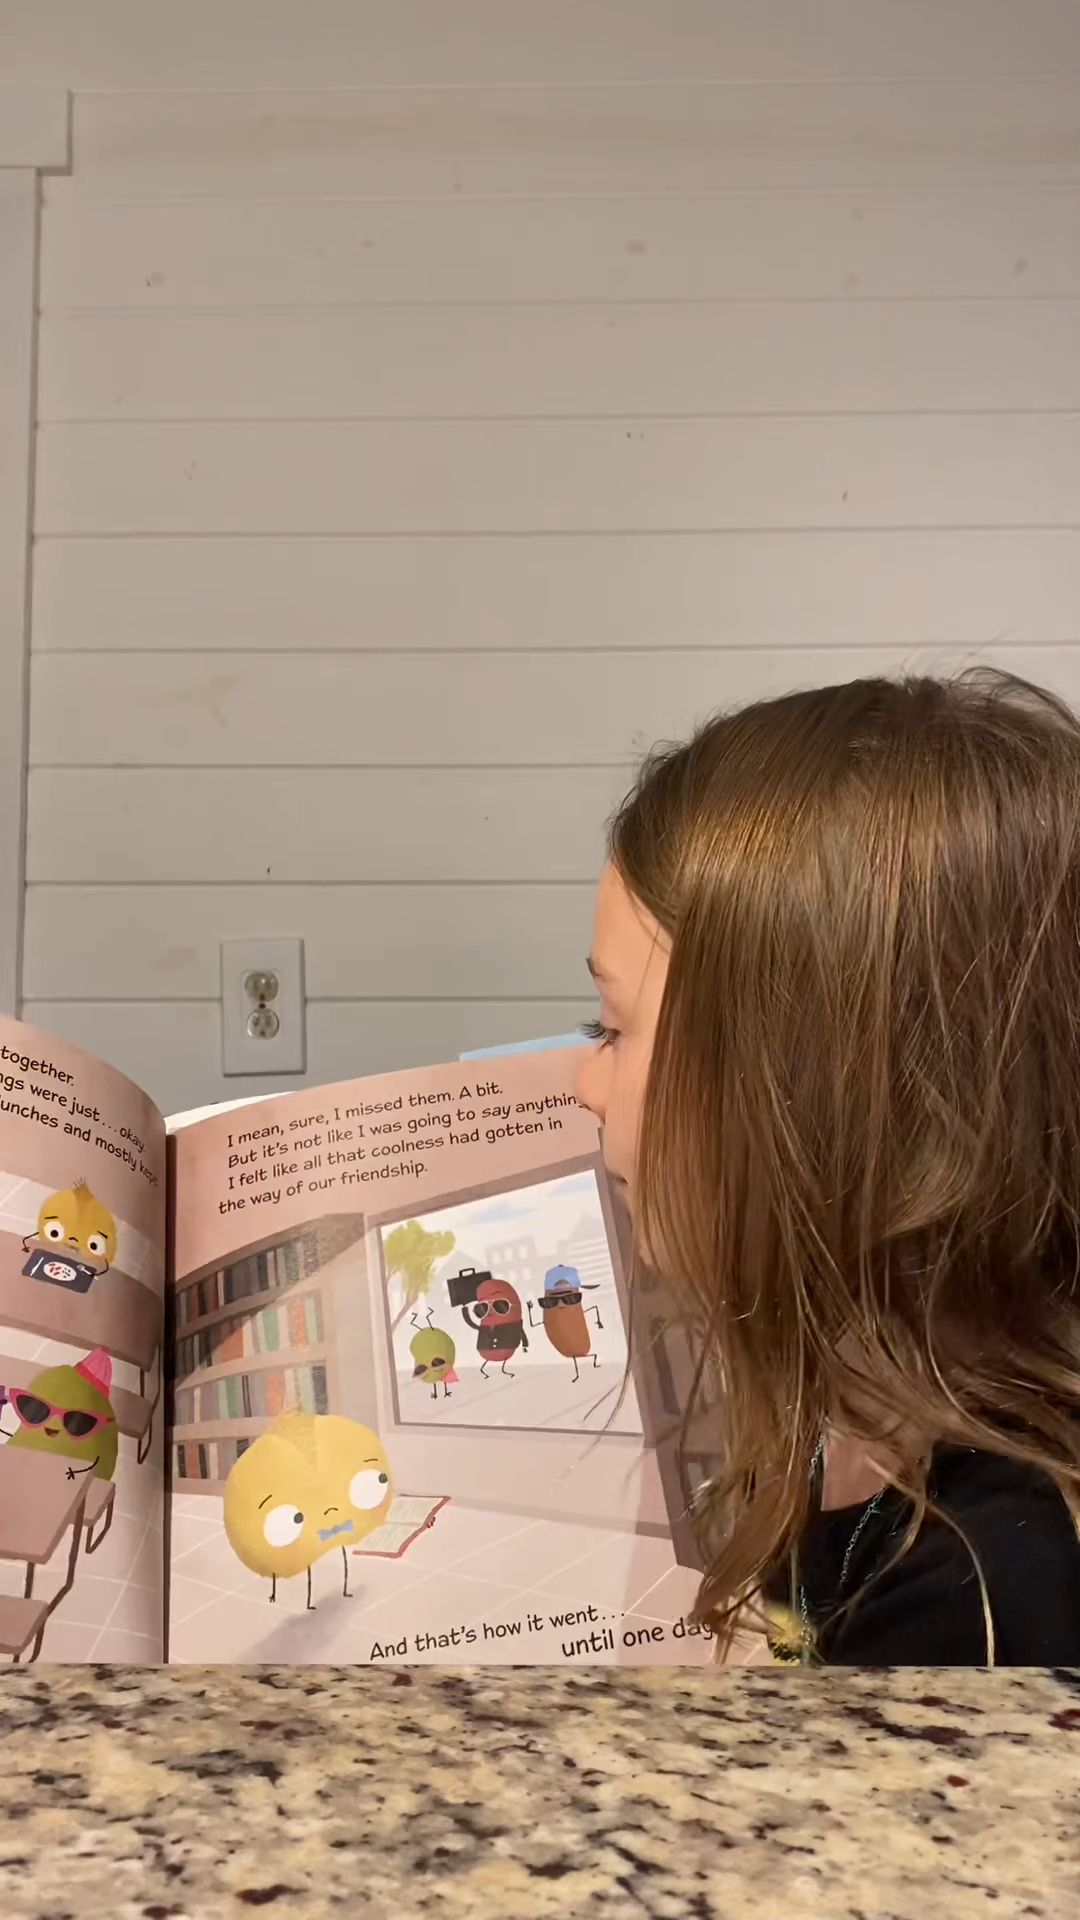 together.
ngs were just...okay.
lunches and mostly kept
I mean, sure, I missed them. A bit.
But it's not like I was going to say anything
I felt like all that coolness had gotten in
the way of our friendship.
And that's how it went...
until one day